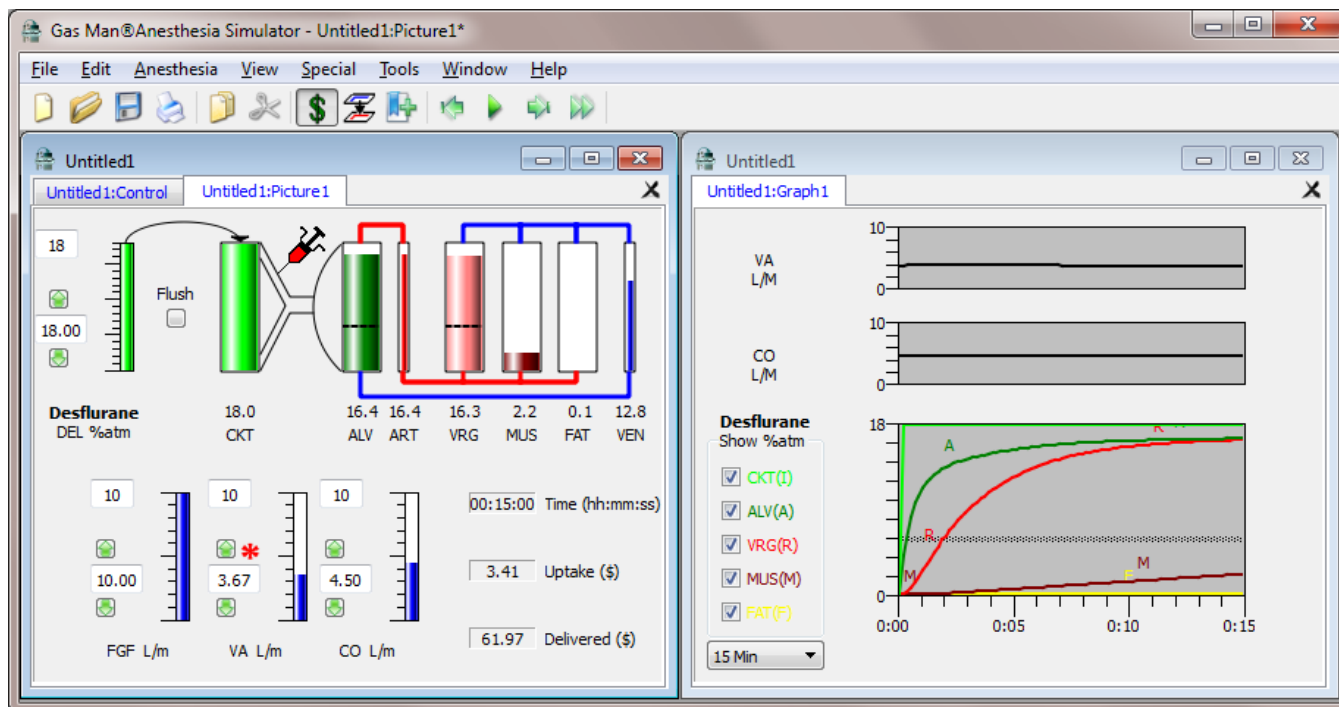 Gas Man®Anesthesia Simulator - Untitled1:Picture1*
File Edit Anesthesia View Special Tools Window Help
$
Untitled1
Untitled1:Control Untitled1:Picture1
18
Flush
18.00
Desflurane
DEL %atm
18.0 16.4 16.4 16.3 2.2 0.1 12.8
CKT ALV ART VRG MUS FAT VEN
10 10 10
00:15:00 Time (hh:mm:ss)
*
10.00 3.67 4.50
3.41 Uptake ($)
61.97 Delivered ($)
FGF L/m VA L/m CO L/m
Untitled1
Untitled1:Graph1
VA
L/M
10
0
CO
L/M
10
0
Desflurane
Show %atm
CKT(I)
ALV(A)
VRG(R)
MUS(M)
FAT(F)
15 Min
18
A
R
R
M
M
F
0
0:00 0:05 0:10 0:15